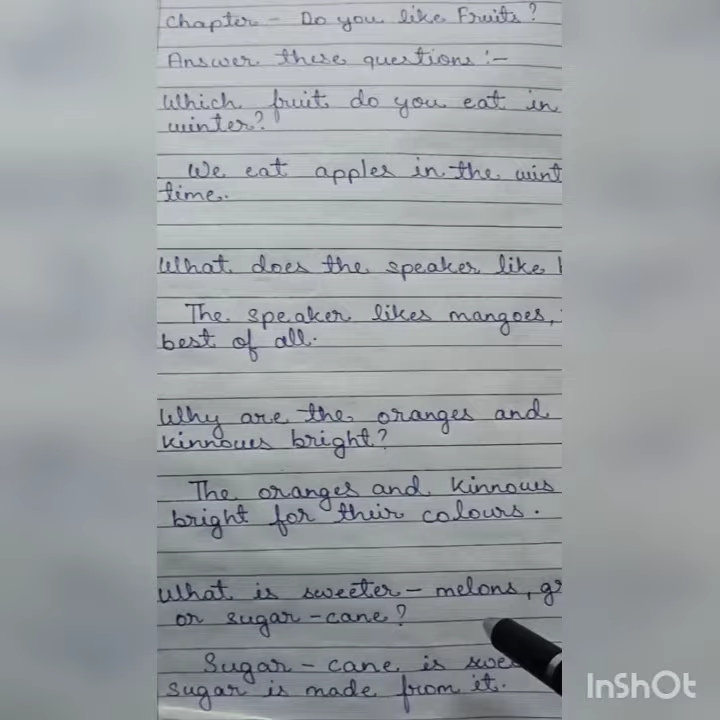 Chapter - Do you like Fruits?
Answer these questions :-
Which fruit do you eat in
winter?
We eat apples in the wint
time.
What does the speaker like
The speaker likes mangoes,
best of all.
Why are the oranges and
kinnows bright?
The oranges and kinnows
bright for their colours.
What is sweeter - melons, gr
or sugar-cane?
Sugar-cane is swee
sugar is made from it.
InShOt